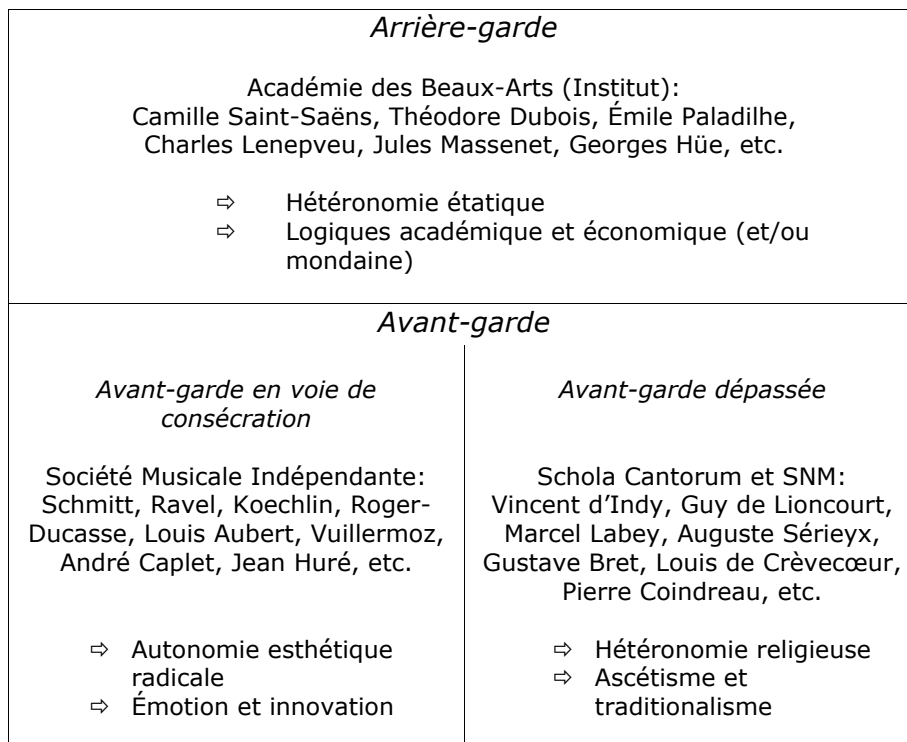 Arrière-garde
Académie des Beaux-Arts (Institut):
Camille Saint-Saëns, Théodore Dubois, Émile Paladilhe,
Charles Lenepveu, Jules Massenet, Georges Hüe, etc.
⇨ Hétéronomie étatique
⇨ Logiques académique et économique (et/ou
mondaine)
Avant-garde
Avant-garde en voie de
consécration
Société Musicale Indépendante:
Schmitt, Ravel, Koechlin, Roger-
Ducasse, Louis Aubert, Vuillermoz,
André Caplet, Jean Huré, etc.
⇨ Autonomie esthétique
radicale
⇨ Émotion et innovation
Avant-garde dépassée
Schola Cantorum et SNM:
Vincent d’Indy, Guy de Lioncourt,
Marcel Labey, Auguste Sérieyx,
Gustave Bret, Louis de Crèvecœur,
Pierre Coindreau, etc.
⇨ Hétéronomie religieuse
⇨ Ascétisme et
traditionalisme